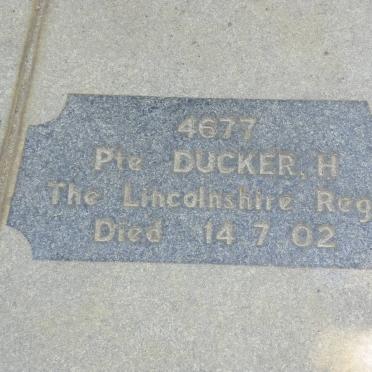 4677
Pte DUCKER, H
The Lincolnshire Reg
Died 14.7.02